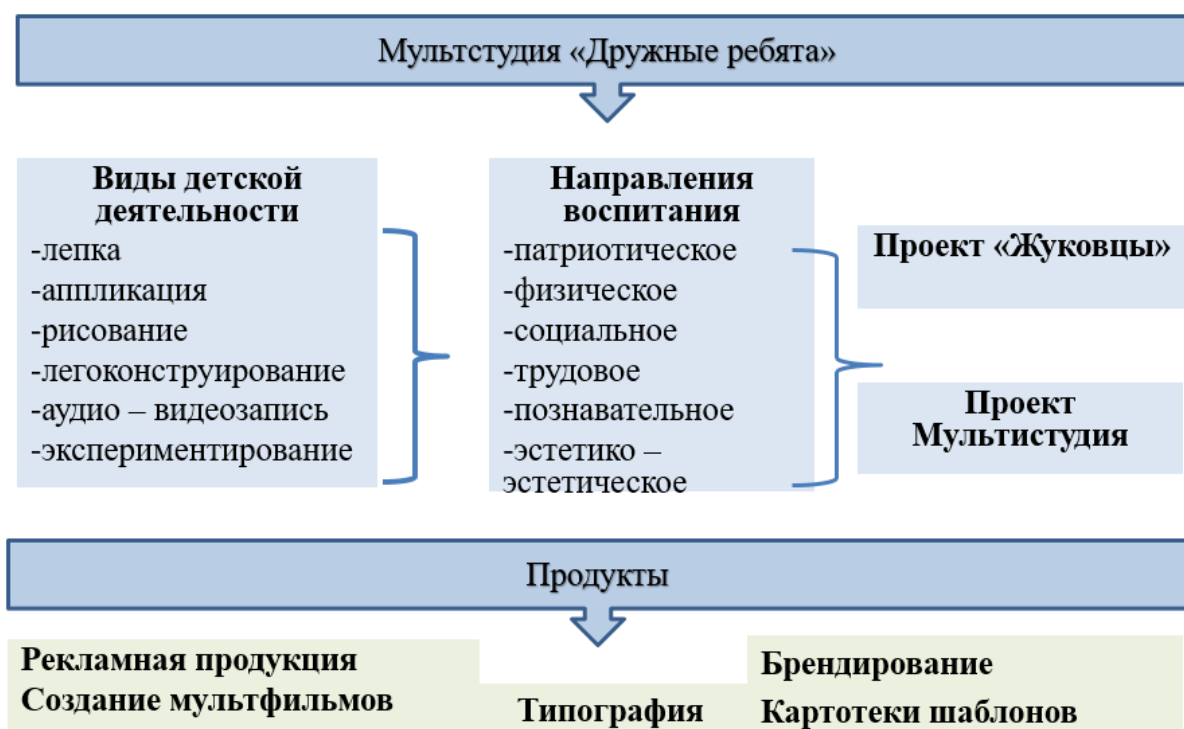 Мультстудия «Дружные ребята»
Виды детской
деятельности
-лепка
-аппликация
-рисование
-легоконструирование
-аудио – видеозапись
-экспериментирование
Направления
воспитания
-патриотическое
-физическое
-социальное
-трудовое
-познавательное
-эстетико –
эстетическое
Проект «Жуковцы»
Проект
Мультистудия
Продукты
Рекламная продукция
Создание мультфильмов
Типография
Брендирование
Картотеки шаблонов